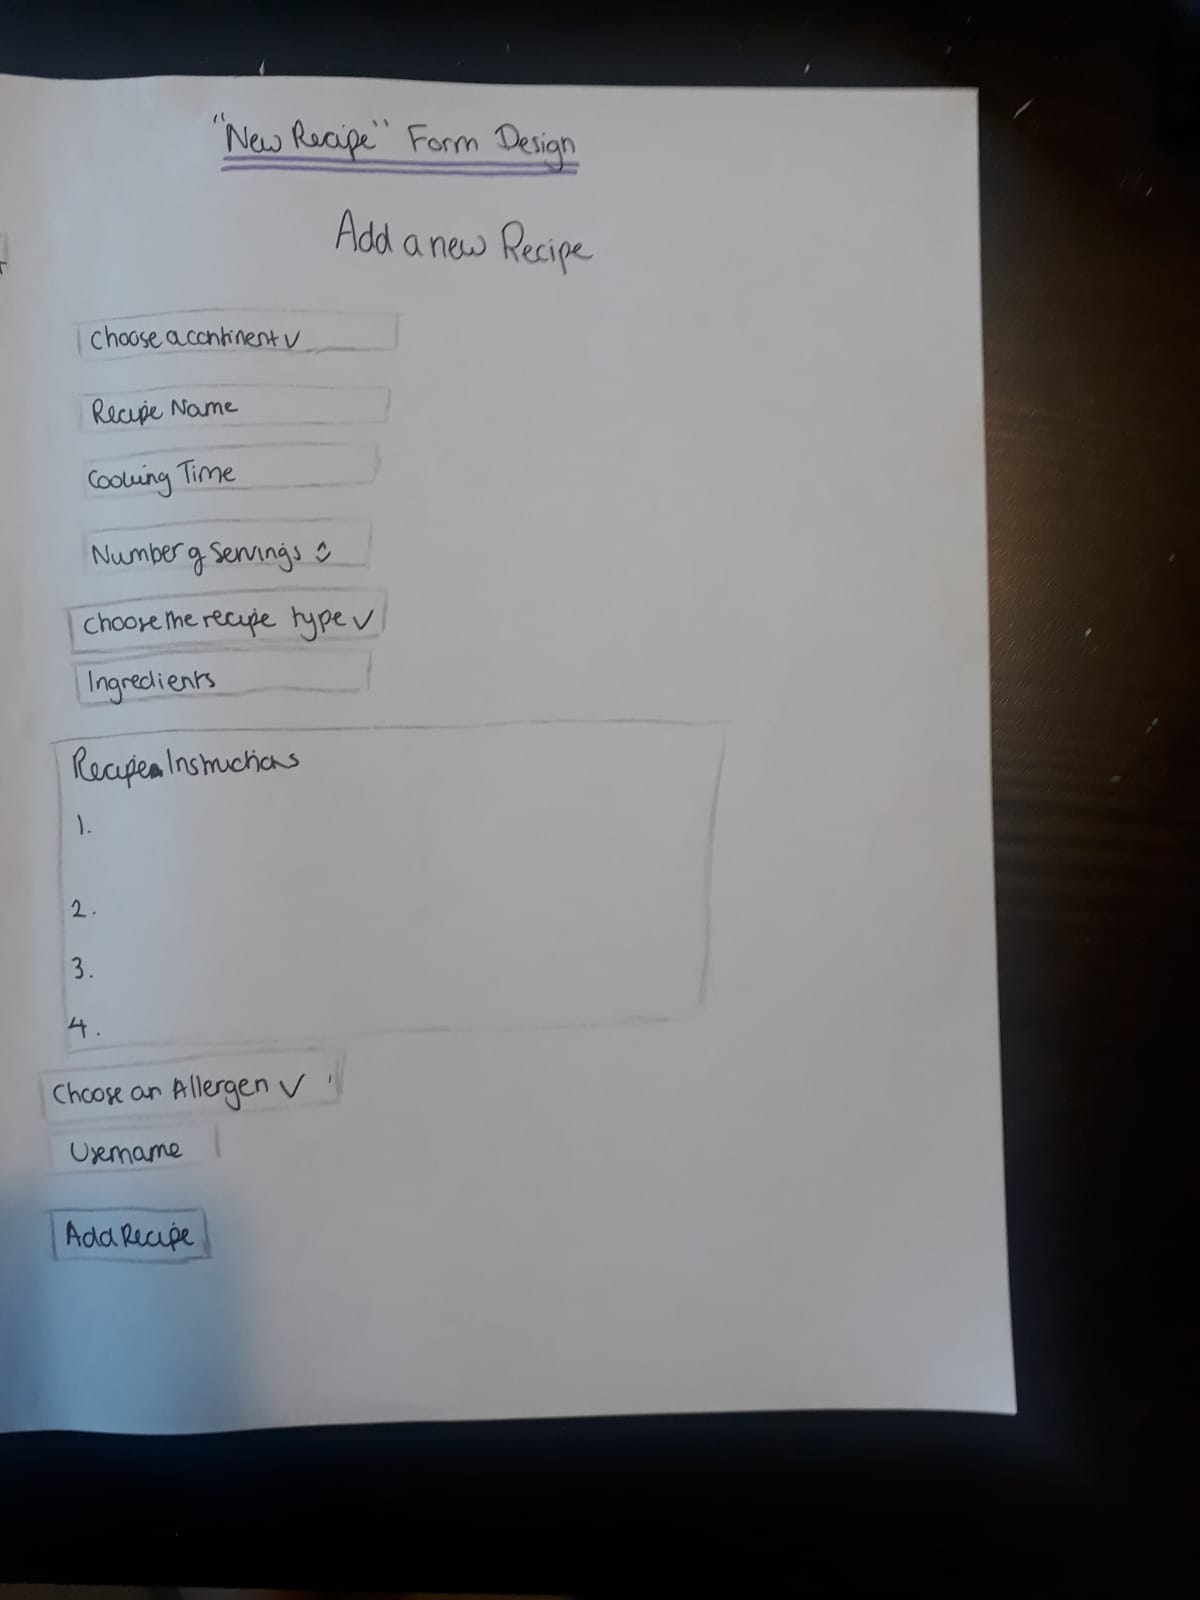 "New Recipe" Form Design
Add a new Recipe
Choose a continent
Recipe Name
Cooking Time
Number of Servings
Choose the recipe type
Ingredients
Recipe Instructions
1.
2.
3.
4.
Choose an Allergen
Username
Add Recipe